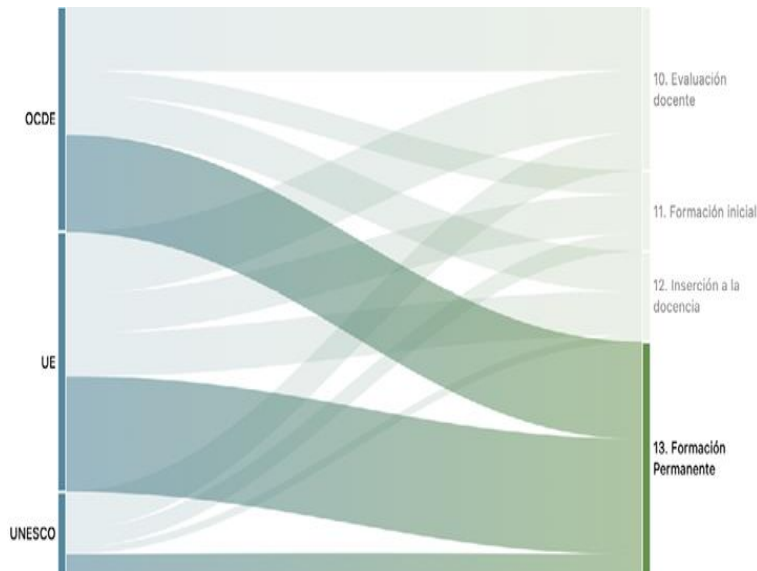 OCDE
UE
UNESCO
10. Evaluación
docente
11. Formación inicial
12. Inserción a la
docencia
13. Formación
Permanente